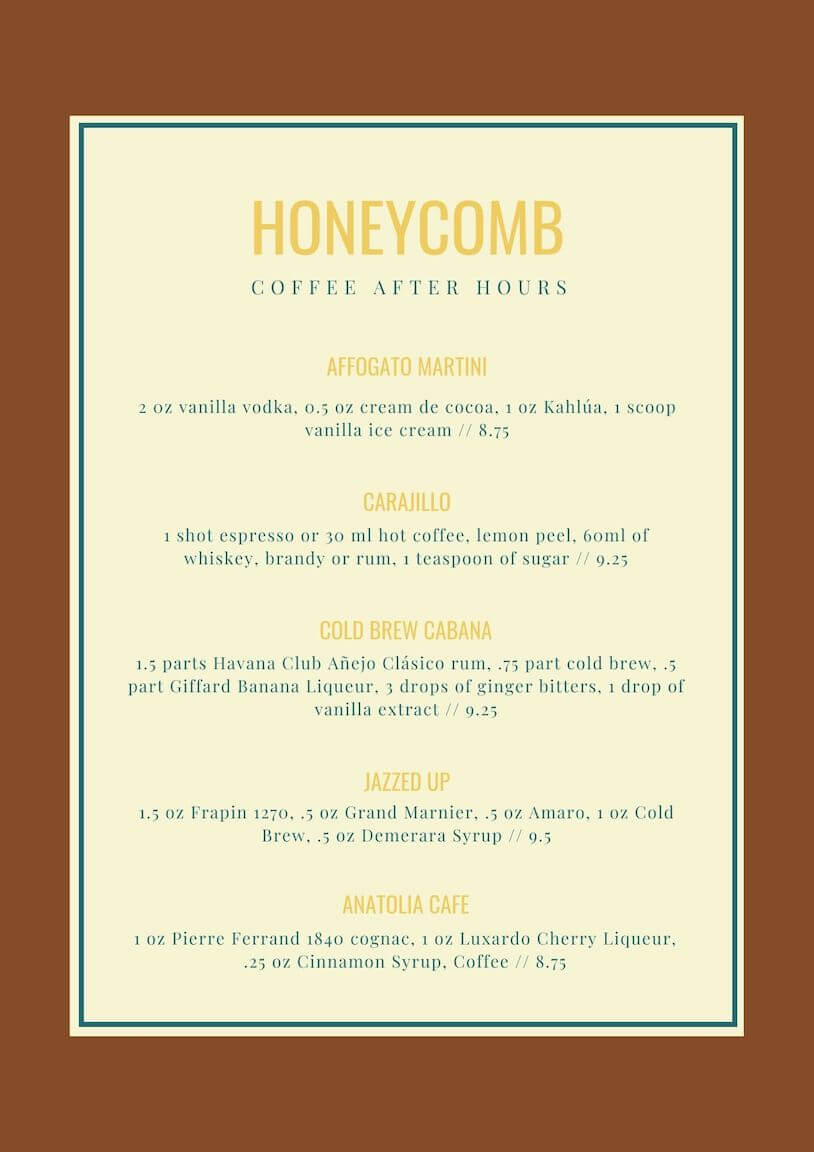 HONEYCOMB
COFFEE AFTER HOURS
AFFOGATO MARTINI
2 oz vanilla vodka, 0.5 oz cream de cocoa, 1 oz Kahlúa, 1 scoop
vanilla ice cream // 8.75
CARAJILLO
1 shot espresso or 30 ml hot coffee, lemon peel, 60ml of
whiskey, brandy or rum, 1 teaspoon of sugar // 9.25
COLD BREW CABANA
1.5 parts Havana Club Añejo Clásico rum, .75 part cold brew, .5
part Giffard Banana Liqueur, 3 drops of ginger bitters, 1 drop of
vanilla extract // 9.25
JAZZED UP
1.5 oz Frapin 1270, .5 oz Grand Marnier, .5 oz Amaro, 1 oz Cold
Brew, .5 oz Demerara Syrup // 9.5
ANATOLIA CAFE
1 oz Pierre Ferrand 1840 cognac, 1 oz Luxardo Cherry Liqueur,
.25 oz Cinnamon Syrup, Coffee // 8.75